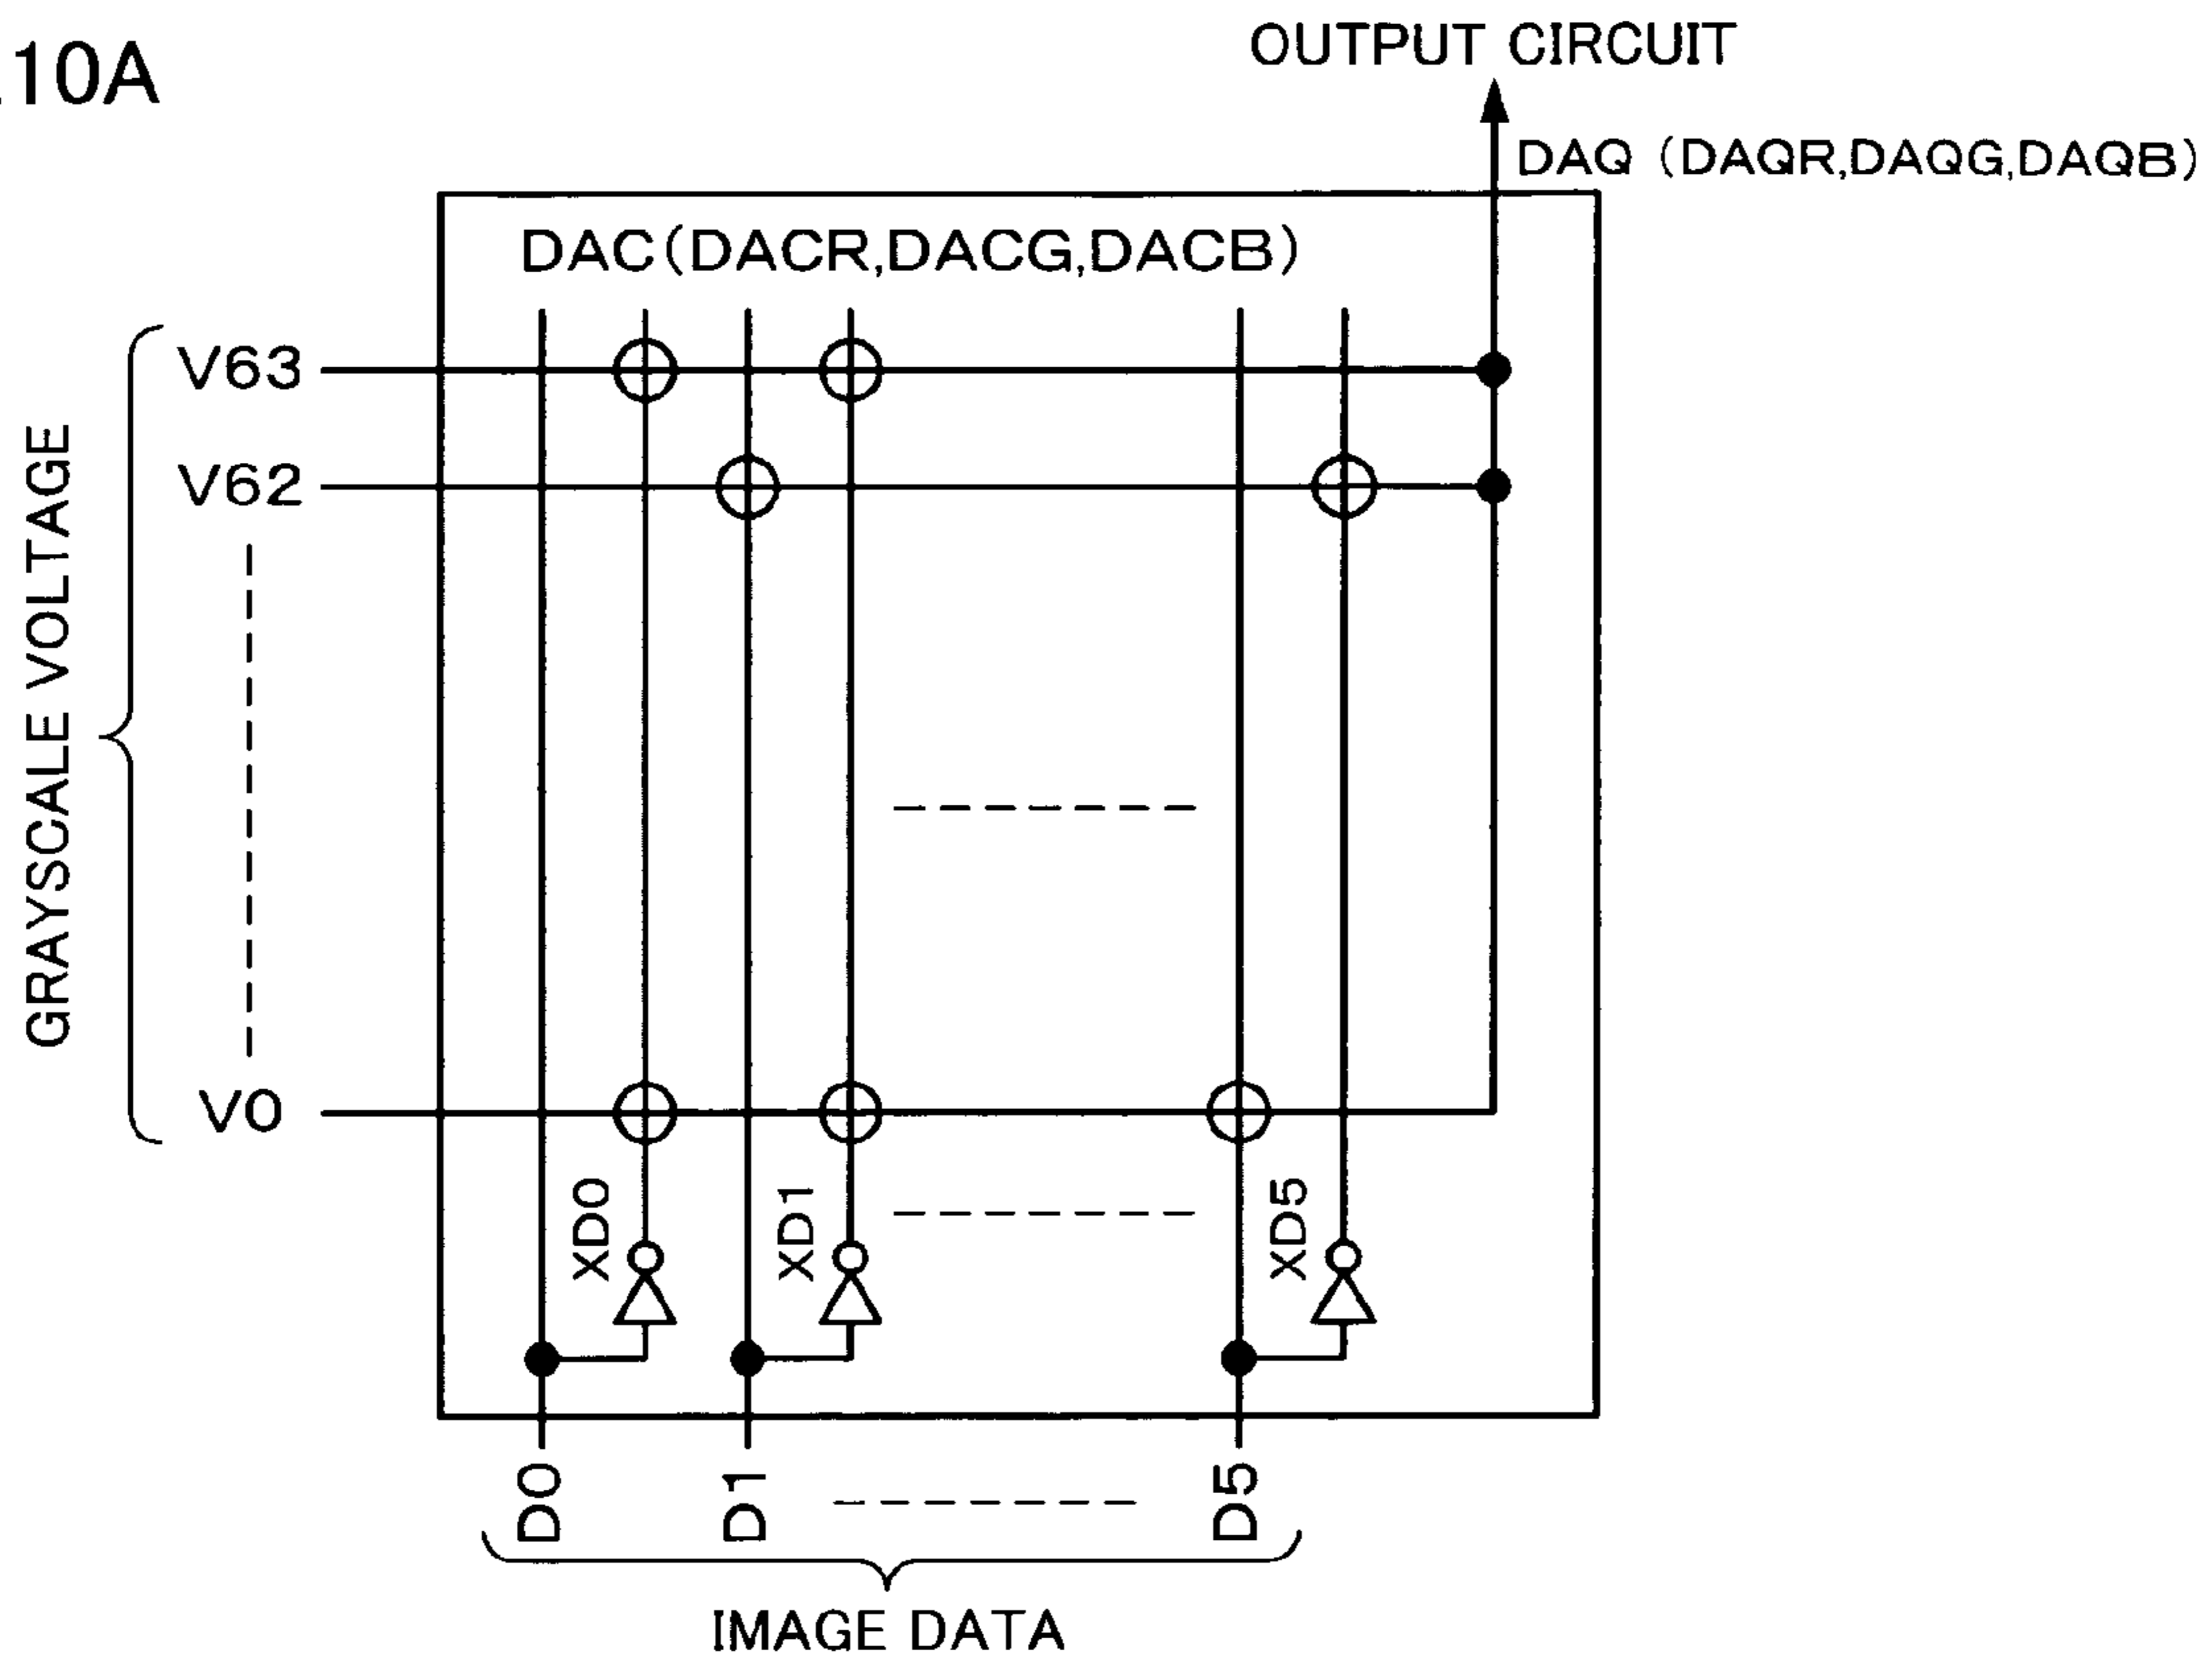 .10A
OUTPUT CIRCUIT
DAQ (DAQR,DAQG,DAQB)
DAC(DACR,DACG,DACB)
GRAYSCALE VOLTAGE
V63
V62
V0
XD0
XD1
XD5
D0
D1
D5
IMAGE DATA